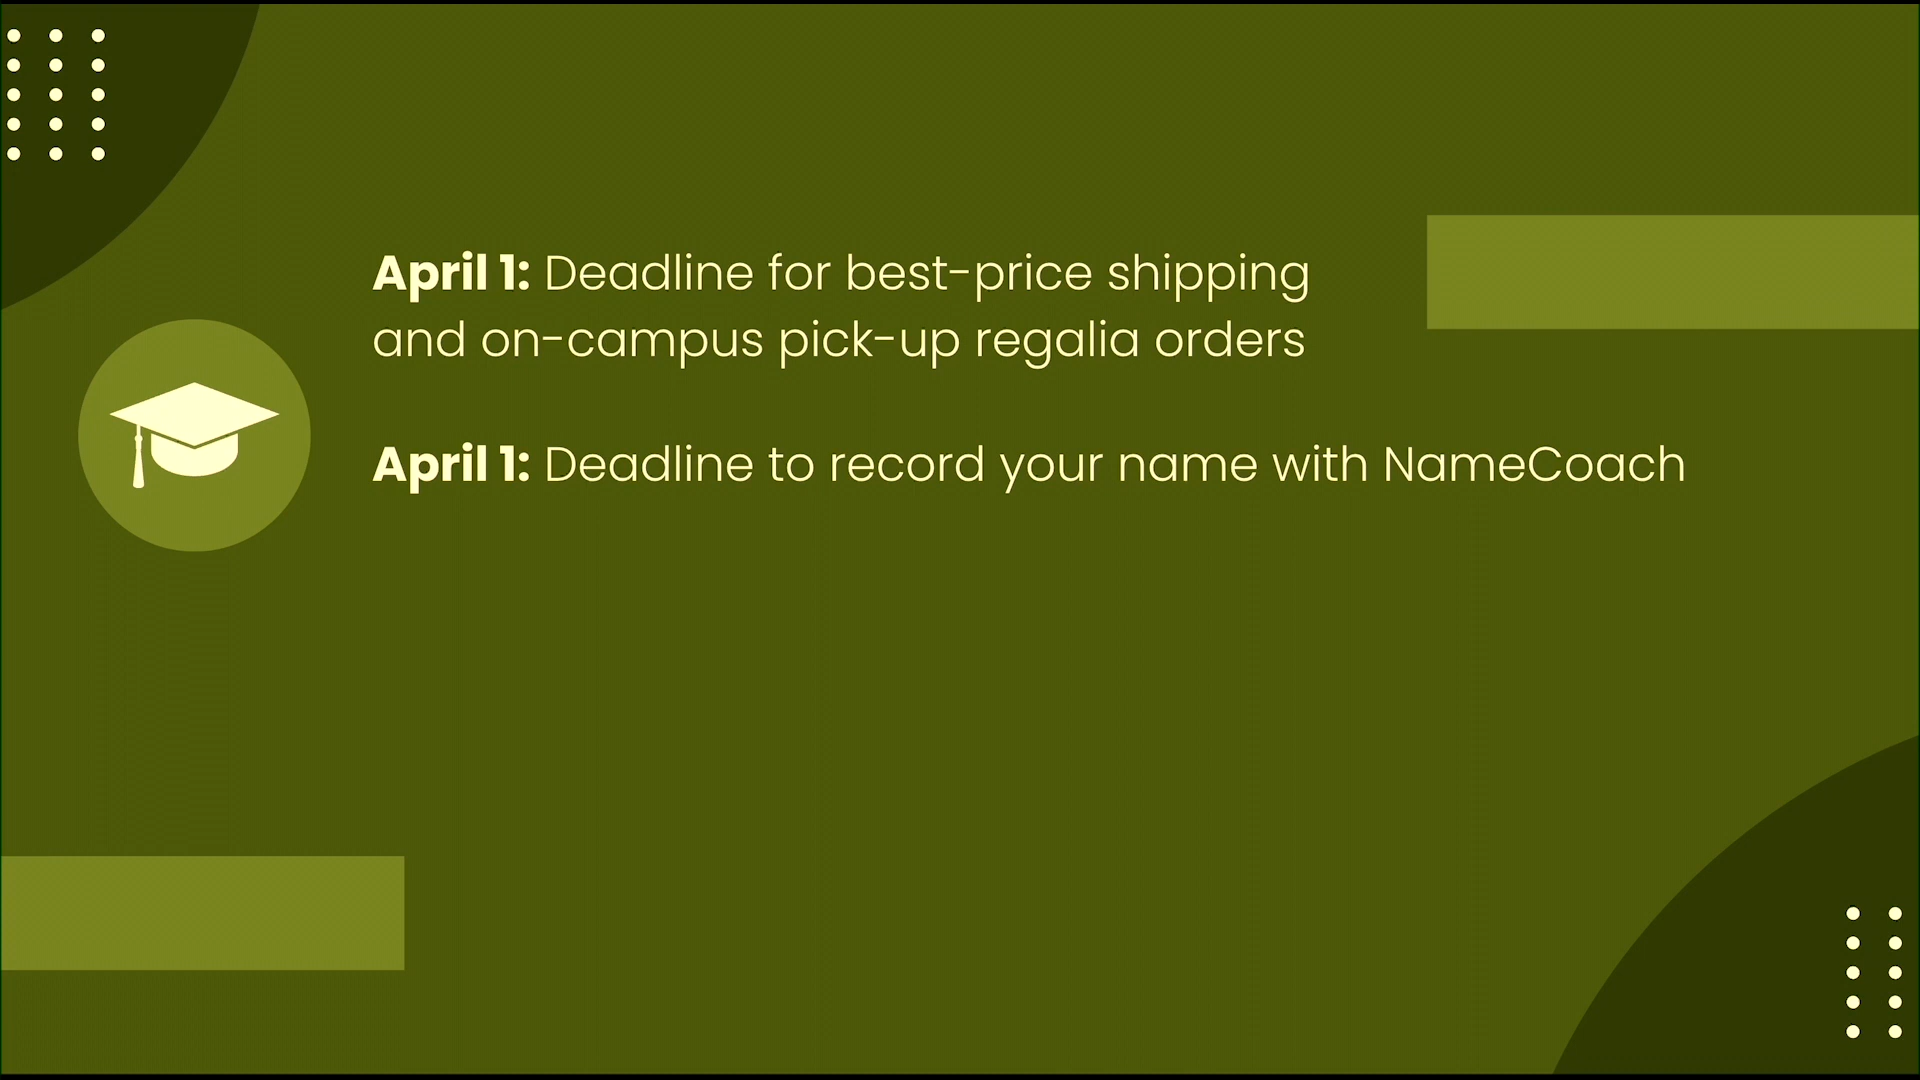 April 1: Deadline for best-price shipping
and on-campus pick-up regalia orders
April 1: Deadline to record your name with NameCoach